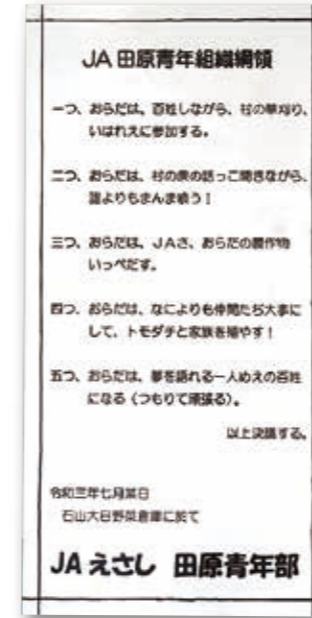 JA 田原青年組織綱領
一つ、おらだは、百姓しながら、村の草刈り、
いはれえに参加する。
二つ、おらだは、村の衆の話っこ聞きながら、
誰よりもまんま喰う！
三つ、おらだは、JAさ、おらだの農作物
いっぺだす。
四つ、おらだは、なによりも仲間たち大事に
して、トモダチと家族を増やす！
五つ、おらだは、夢を語れる一人めえの百姓
になる（つもりで頑張る）。
以上決議する。
令和三年七月某日
石山大日野菜倉庫に於て
JAえさし 田原青年部